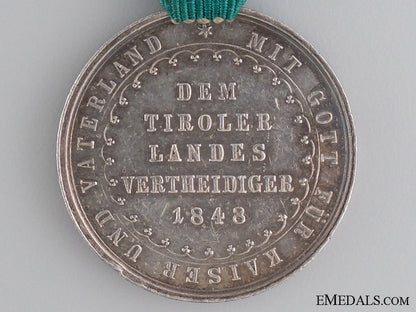 MIT GOTT FÜR KAISER UND VATERLAND
DEM
TIROLER
LANDES
VERTHEIDIGER
1848
EMEDALS.COM